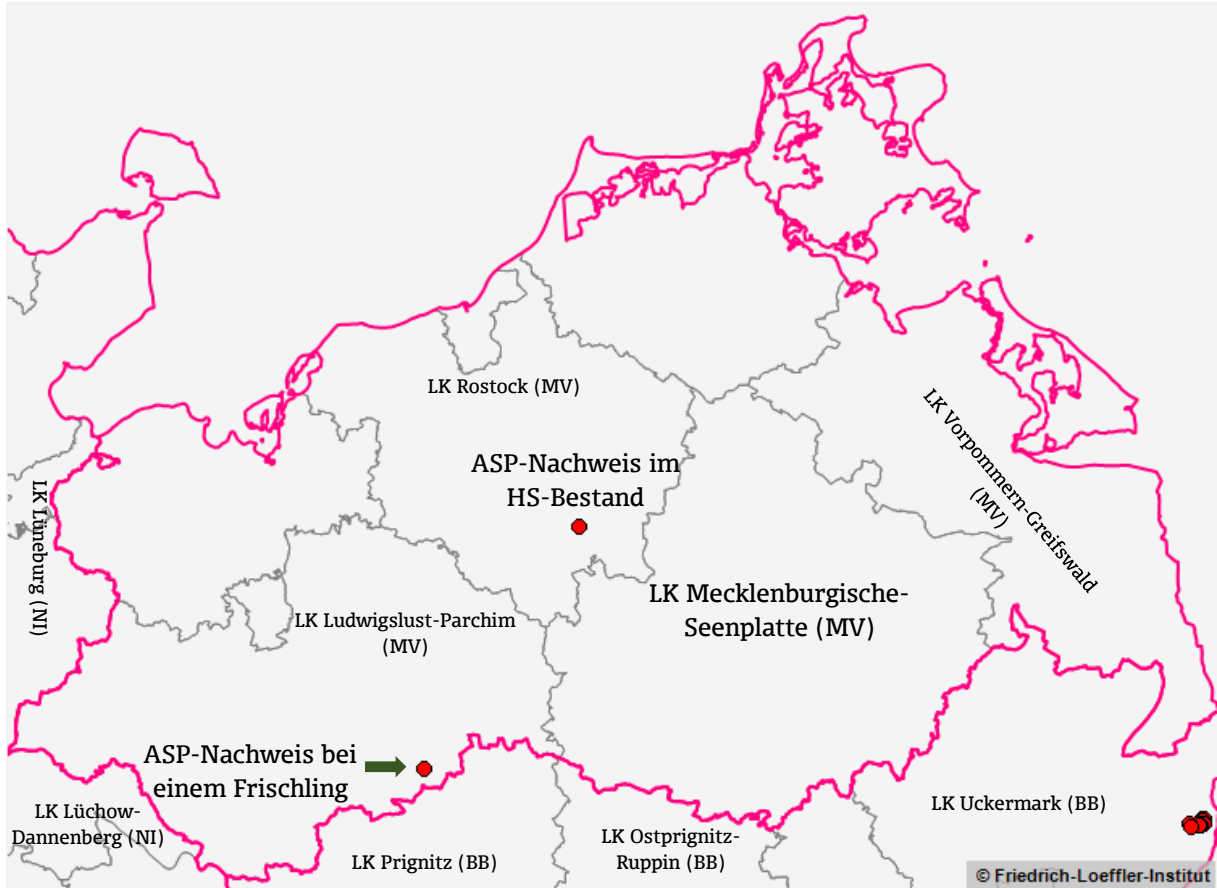 LK Rostock (MV)
LK Vorpommern-Greifswald
(MV)
ASP-Nachweis im
HS-Bestand
LK Lüneburg (NI)
LK Mecklenburgische-
Seenplatte (MV)
LK Ludwigslust-Parchim
(MV)
ASP-Nachweis bei
einem Frischling
LK Lüchow-
Dannenberg (NI)
LK Prignitz (BB)
LK Ostprignitz-
Ruppin (BB)
LK Uckermark (BB)
© Friedrich-Loeffler-Institut